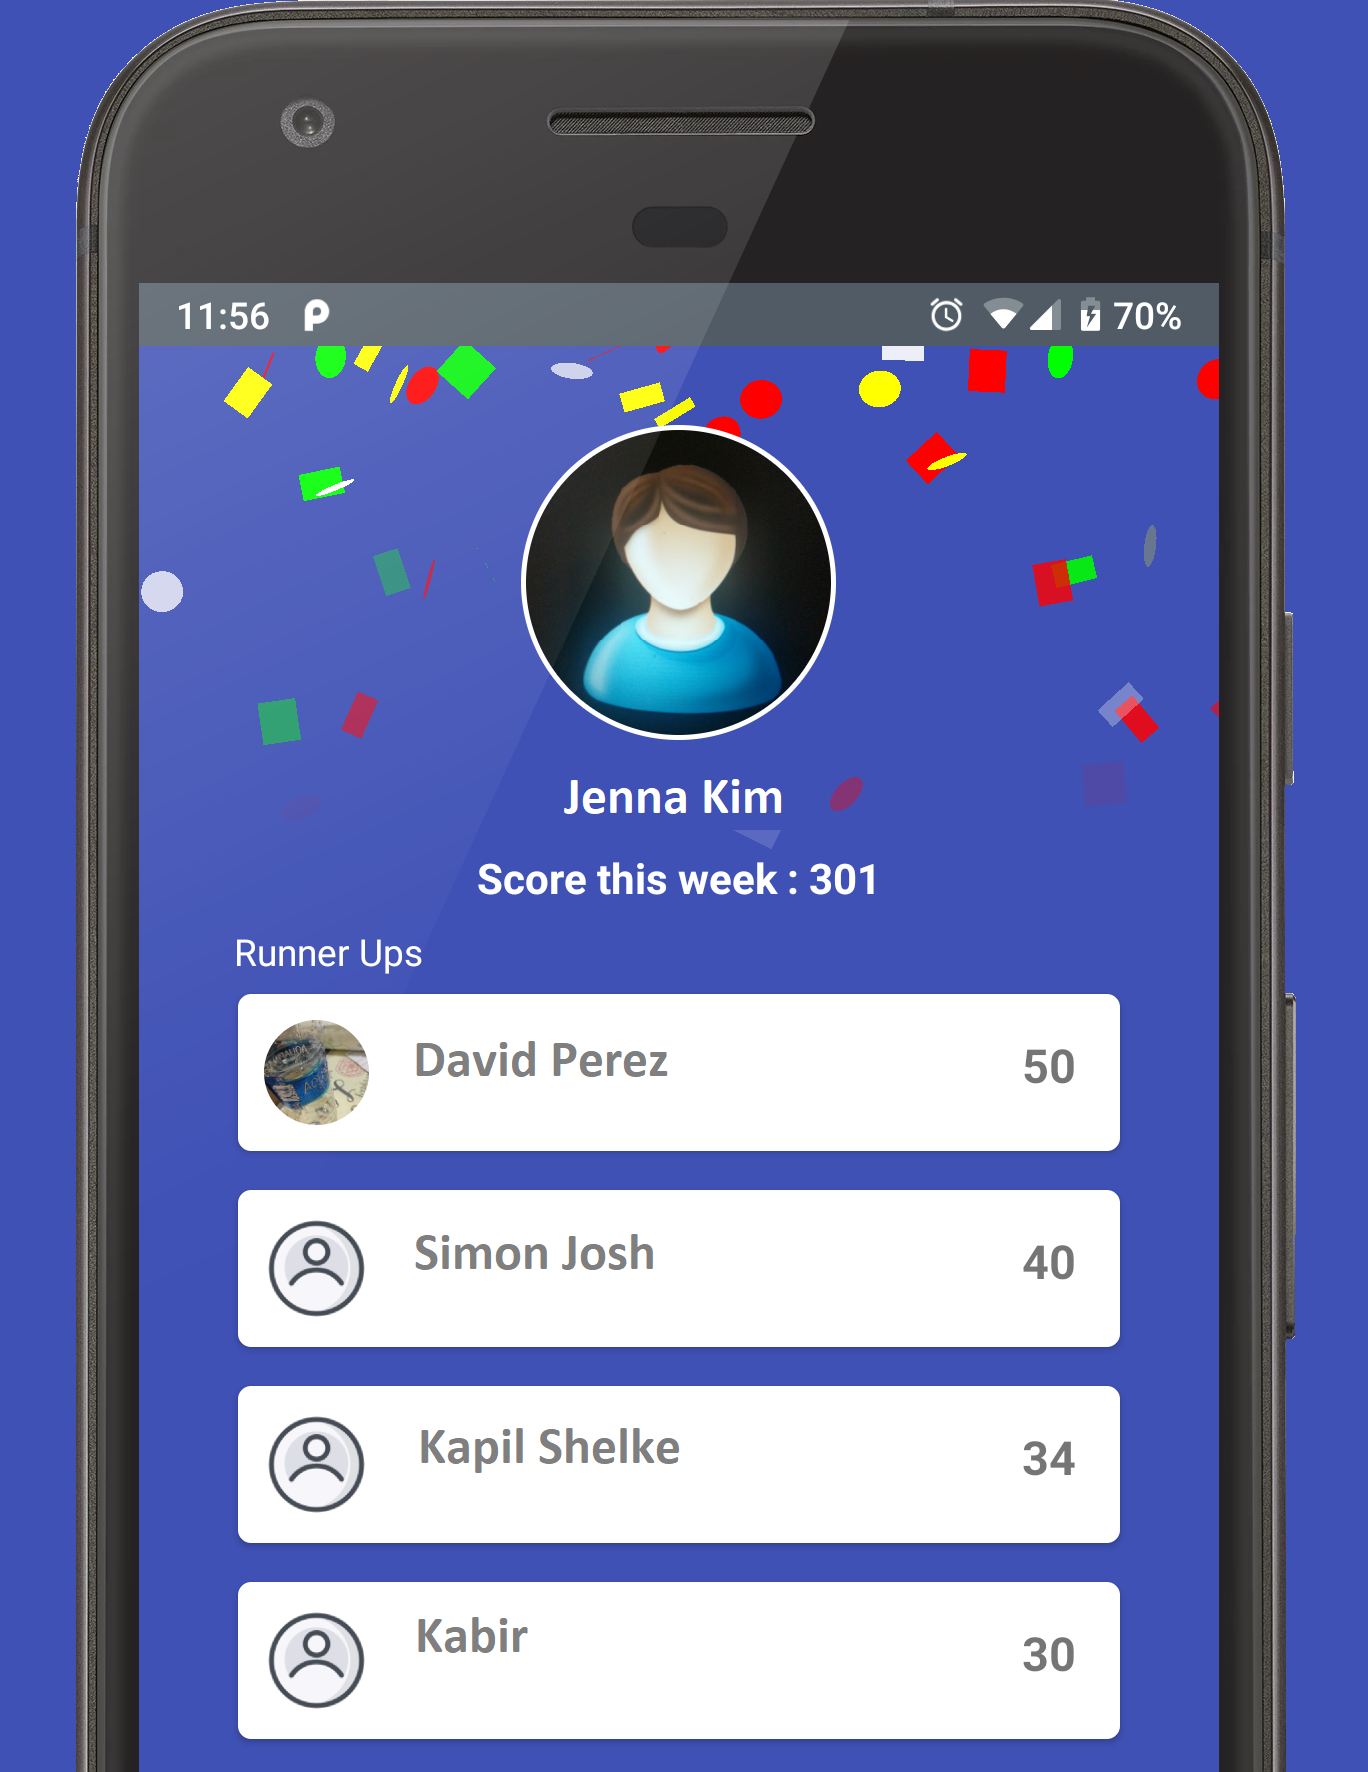 11:56 70%
Jenna Kim
Score this week : 301
Runner Ups
David Perez 50
Simon Josh 40
Kapil Shelke 34
Kabir 30